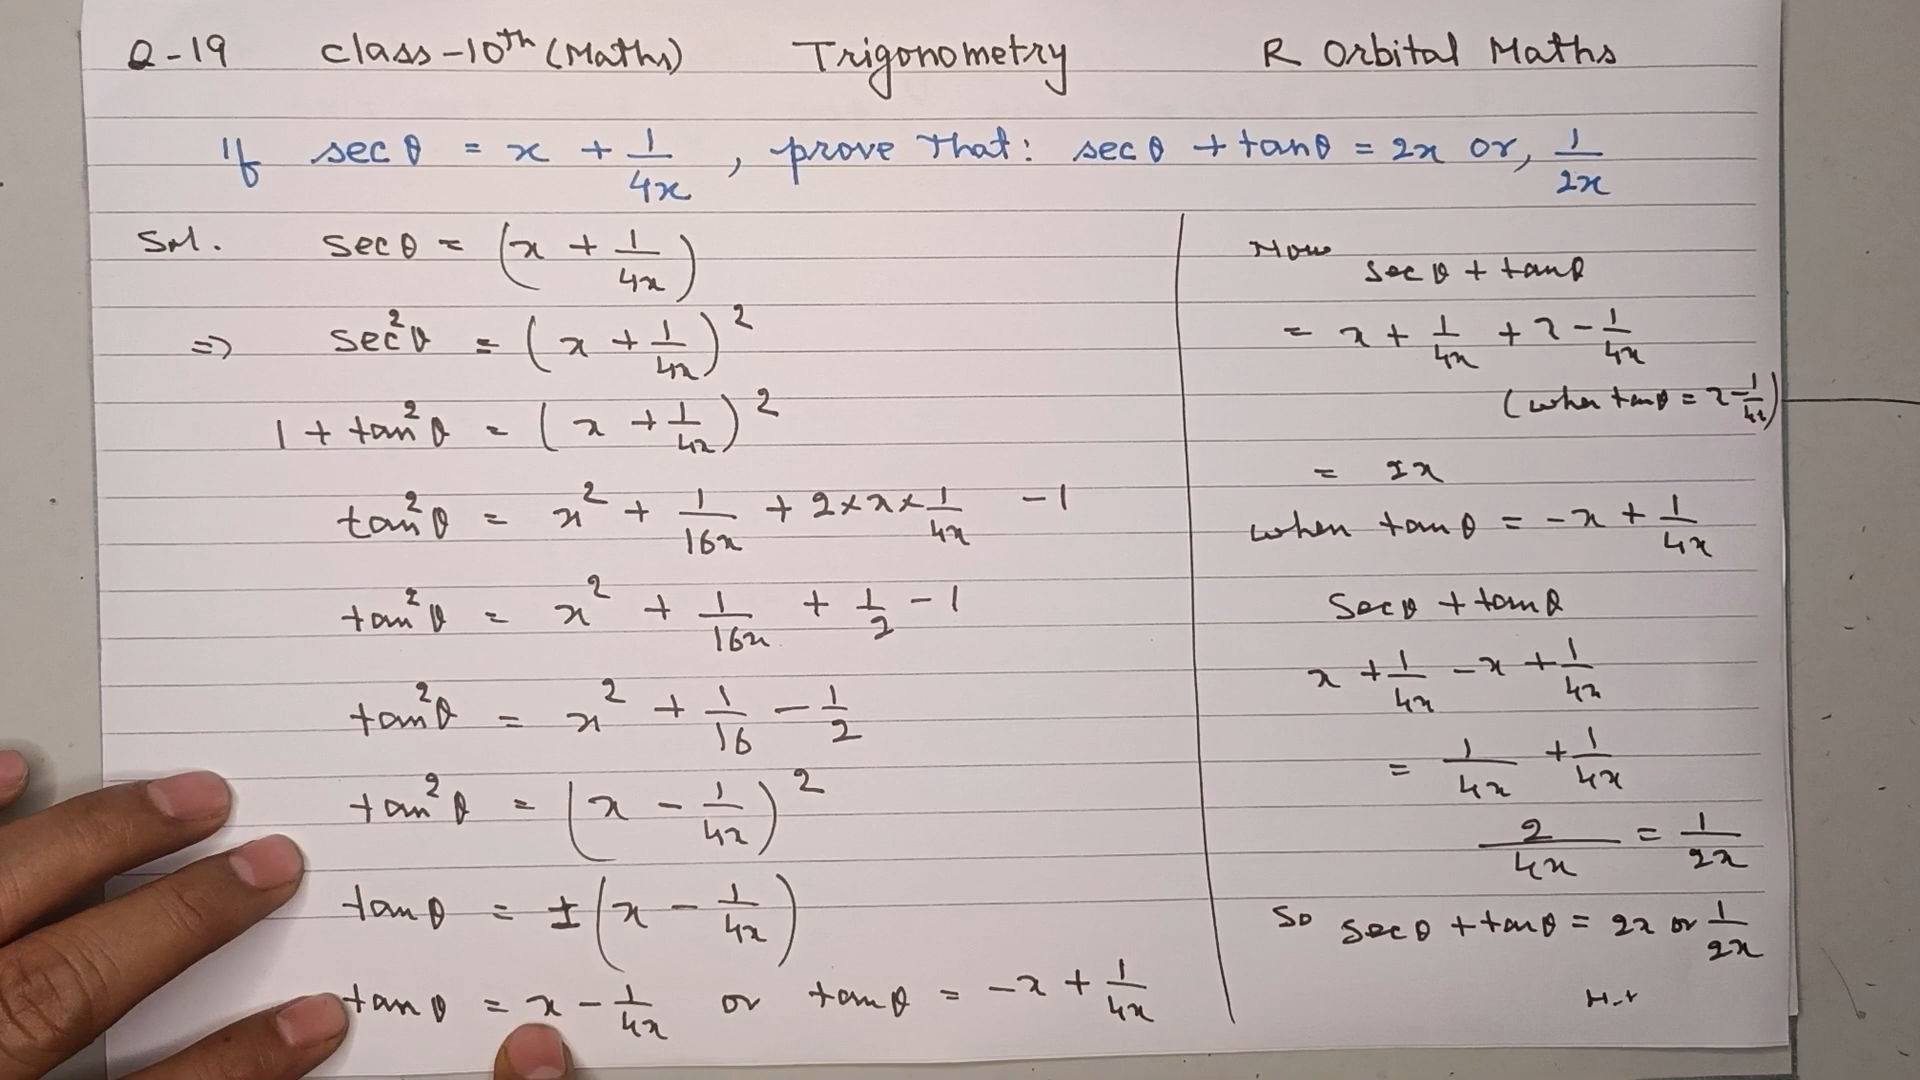 Q-19 Class-10th (Maths) Trigonometry R Orbital Maths
If sec θ = x + 1/4x , prove that: sec θ + tan θ = 2x or, 1/2x
Sol. sec θ = (x + 1/4x)
=> sec²θ = (x + 1/4x)²
1 + tan²θ = (x + 1/4x)²
tan²θ = x² + 1/16x + 2×x×1/4x - 1
tan²θ = x² + 1/16x + 1/2 - 1
tan²θ = x² + 1/16 - 1/2
tan²θ = (x - 1/4x)²
tan θ = ± (x - 1/4x)
tan θ = x - 1/4x or tan θ = -x + 1/4x
Now
sec θ + tan θ
= x + 1/4x + x - 1/4x
(when tan θ = x - 1/4x)
= 2x
when tan θ = -x + 1/4x
Sec θ + tan θ
x + 1/4x - x + 1/4x
= 1/4x + 1/4x
2/4x = 1/2x
So sec θ + tan θ = 2x or 1/2x